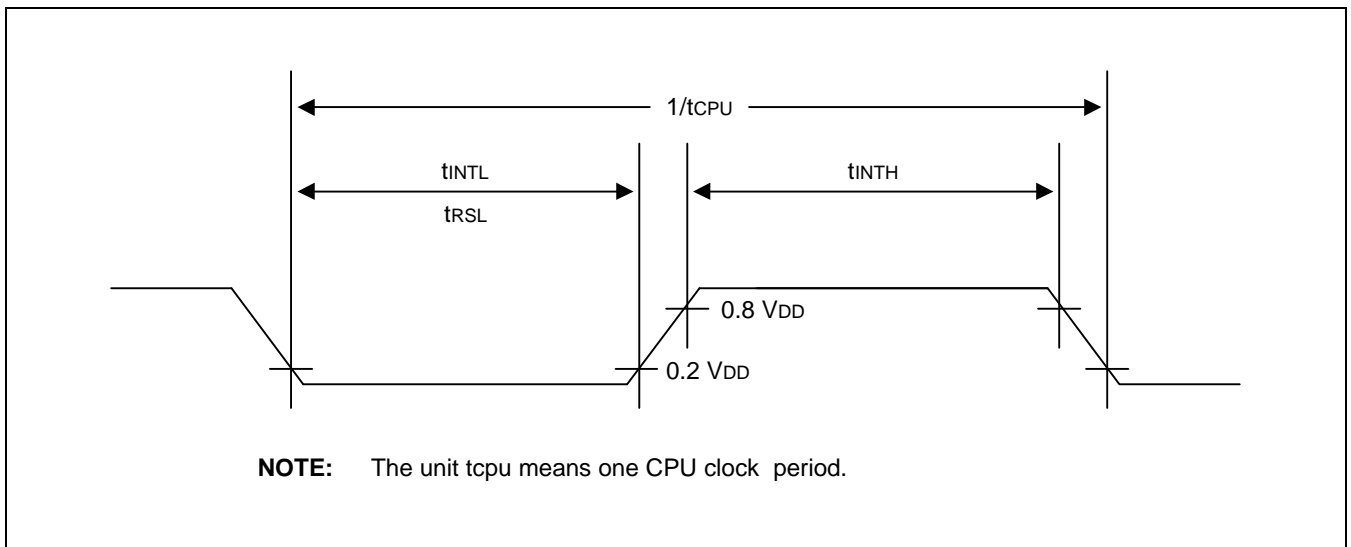 1/tCPU
tINTL
tINTH
tRSL
0.8 VDD
0.2 VDD
NOTE: The unit tcpu means one CPU clock period.